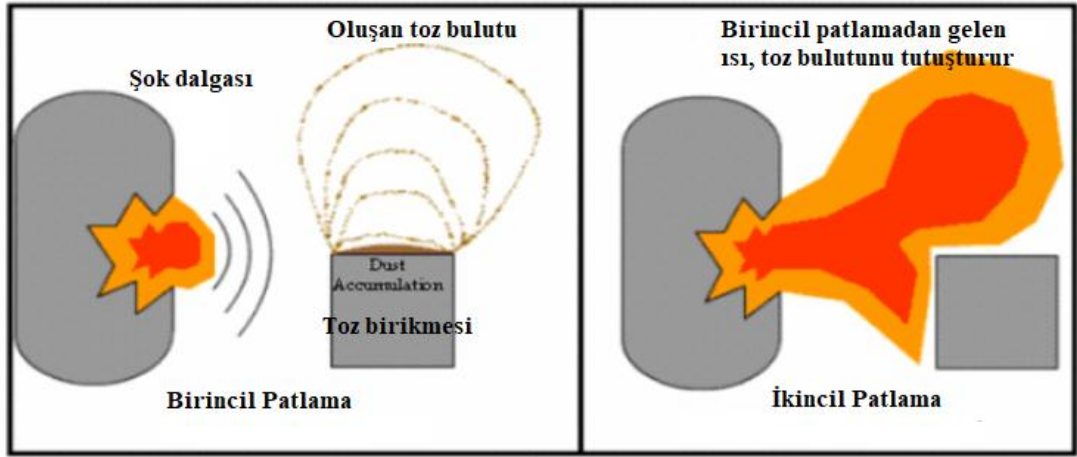 Oluşan toz bulutu
Şok dalgası
Dust
Accumulation
Toz birikmesi
Birincil Patlama
Birincil patlamadan gelen
ısı, toz bulutunu tutuşturur
İkincil Patlama